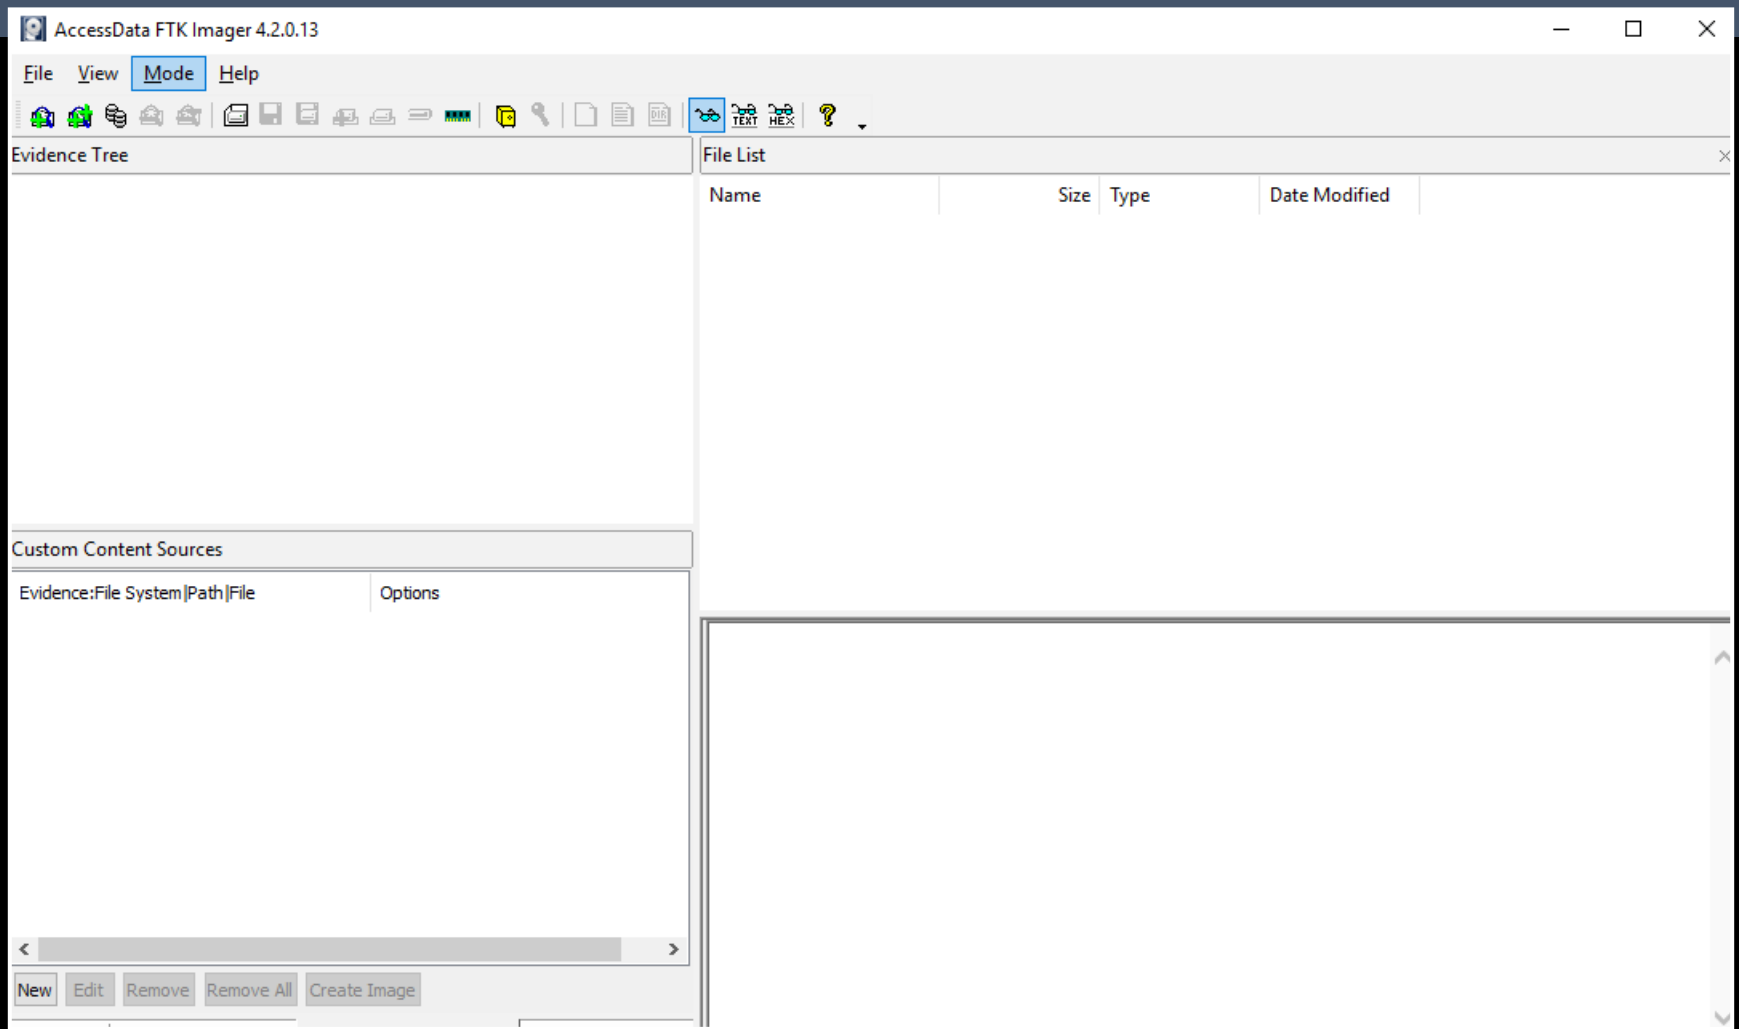 AccessData FTK Imager 4.2.0.13
File View Mode Help
DIR TEXT HEX
Evidence Tree
File List
Name Size Type Date Modified
Custom Content Sources
Evidence:File System|Path|File Options
New Edit Remove Remove All Create Image